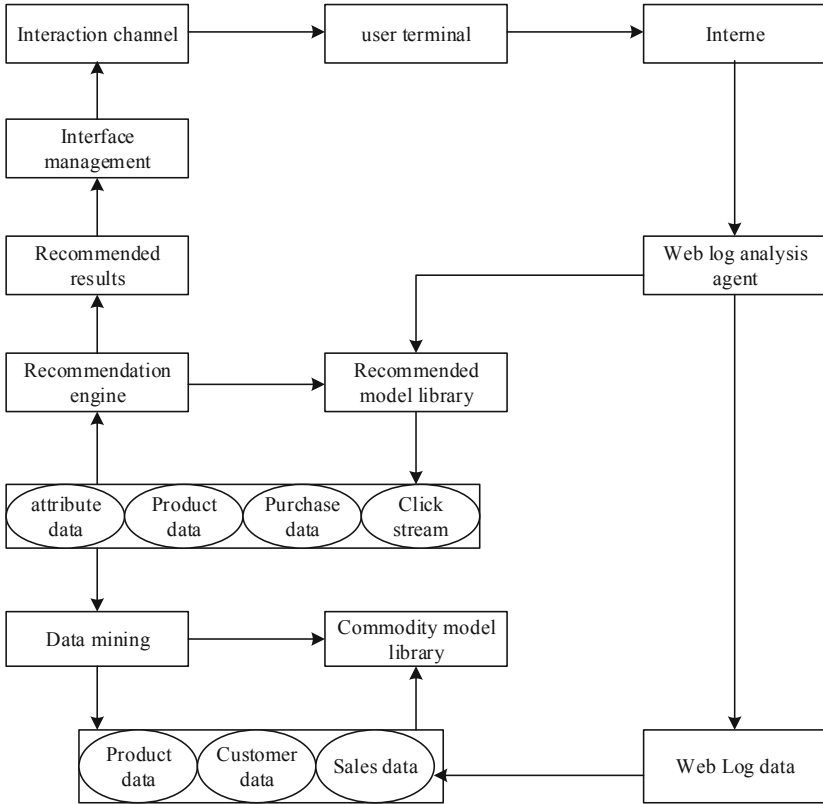 Interaction channel
user terminal
Interne
Interface
management
Recommended
results
Web log analysis
agent
Recommendation
engine
Recommended
model library
attribute
data
Product
data
Purchase
data
Click
stream
Data mining
Commodity model
library
Product
data
Customer
data
Sales data
Web Log data